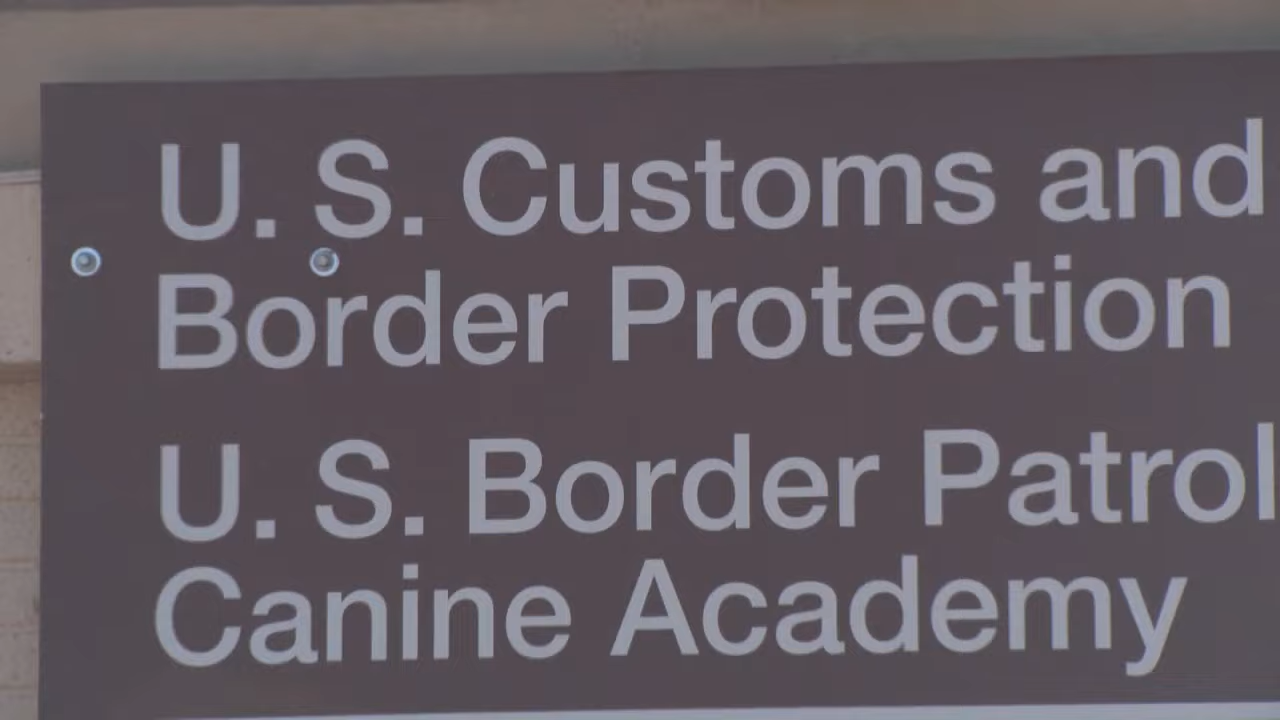 U. S. Customs and
Border Protection
U. S. Border Patrol
Canine Academy